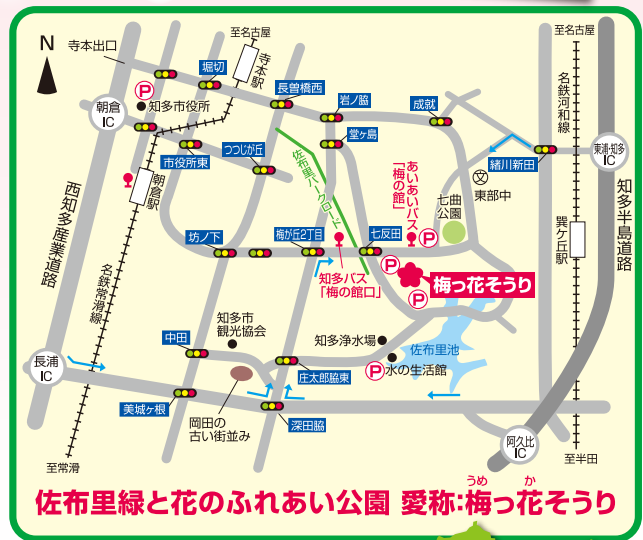 N
寺本出口
至名古屋
寺本駅
堀切
長曽橋西
岩ノ脇
成就
至名古屋
名鉄河和線
朝倉
IC
P
知多市役所
堂ヶ島
市役所東
つつじが丘
佐布里パークロード
あいあいバス
「梅の館」
文
東部中
緒川新田
東浦・知多
IC
知多半島道路
西知多産業道路
朝倉駅
七曲
公園
P
巽ケ丘駅
坊ノ下
梅が丘2丁目
七反田
知多バス
「梅の館口」
P
梅っ花そうり
P
名鉄常滑線
知多市
観光協会
知多浄水場
佐布里池
中田
長浦
IC
P
水の生活館
庄太郎脇東
美城ヶ根
岡田の
古い街並み
深田脇
阿久比
IC
至常滑
至半田
佐布里緑と花のふれあい公園 愛称:梅っ花そうり
うめ
か